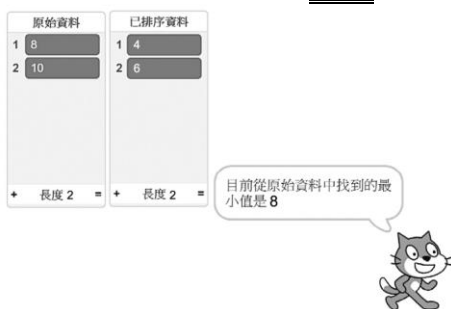 原始資料
1 8
2 10
+ 長度 2 =
已排序資料
1 4
2 6
+ 長度 2 =
目前從原始資料中找到的最
小值是 8